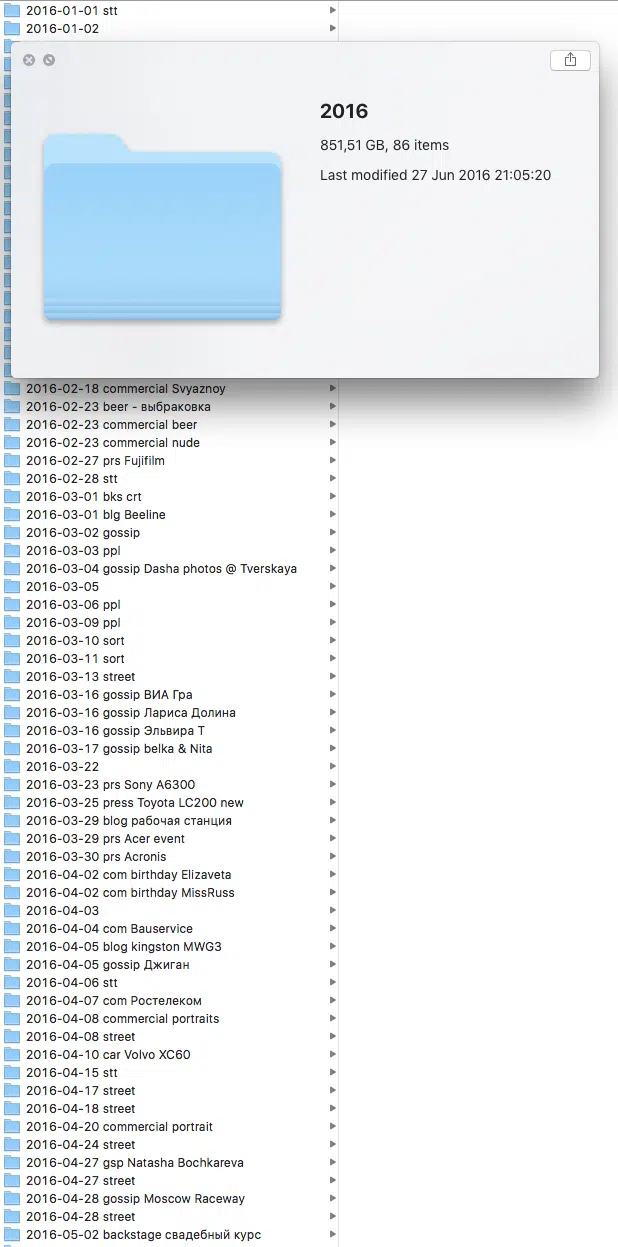 2016-01-01 stt
2016-01-02
2016
851,51 GB, 86 items
Last modified 27 Jun 2016 21:05:20
2016-02-18 commercial Svyaznoy
2016-02-23 beer - выбраковка
2016-02-23 commercial beer
2016-02-23 commercial nude
2016-02-27 prs Fujifilm
2016-02-28 stt
2016-03-01 bks crt
2016-03-01 blg Beeline
2016-03-02 gossip
2016-03-03 ppl
2016-03-04 gossip Dasha photos @ Tverskaya
2016-03-05
2016-03-06 ppl
2016-03-09 ppl
2016-03-10 sort
2016-03-11 sort
2016-03-13 street
2016-03-16 gossip ВИА Гра
2016-03-16 gossip Лариса Долина
2016-03-16 gossip Эльвира Т
2016-03-17 gossip belka & Nita
2016-03-22
2016-03-23 prs Sony A6300
2016-03-25 press Toyota LC200 new
2016-03-29 blog рабочая станция
2016-03-29 prs Acer event
2016-03-30 prs Acronis
2016-04-02 com birthday Elizaveta
2016-04-02 com birthday MissRuss
2016-04-03
2016-04-04 com Bauservice
2016-04-05 blog kingston MWG3
2016-04-05 gossip Джиган
2016-04-06 stt
2016-04-07 com Ростелеком
2016-04-08 commercial portraits
2016-04-08 street
2016-04-10 car Volvo XC60
2016-04-15 stt
2016-04-17 street
2016-04-18 street
2016-04-20 commercial portrait
2016-04-24 street
2016-04-27 gsp Natasha Bochkareva
2016-04-27 street
2016-04-28 gossip Moscow Raceway
2016-04-28 street
2016-05-02 backstage свадебный курс